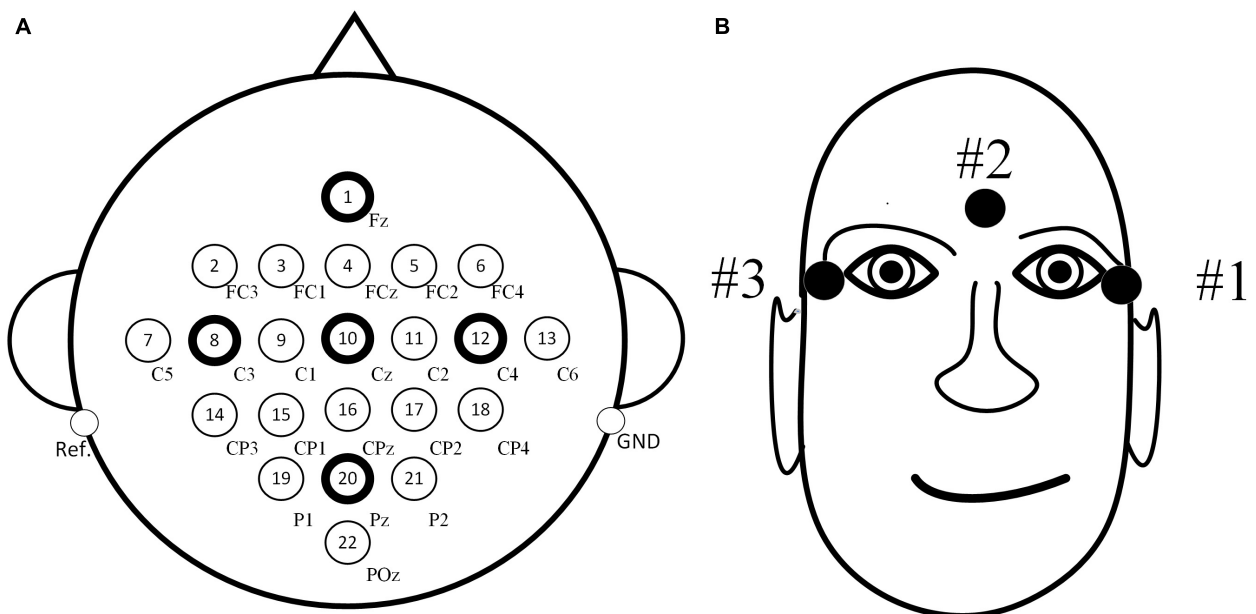 A
1
Fz
2 3 4 5 6
FC3 FC1 FCz FC2 FC4
7 8 9 10 11 12 13
C5 C3 C1 Cz C2 C4 C6
14 15 16 17 18
Ref. GND
CP3 CP1 CPz CP2 CP4
19 20 21
P1 Pz P2
22
POz
B
#2
#3 #1